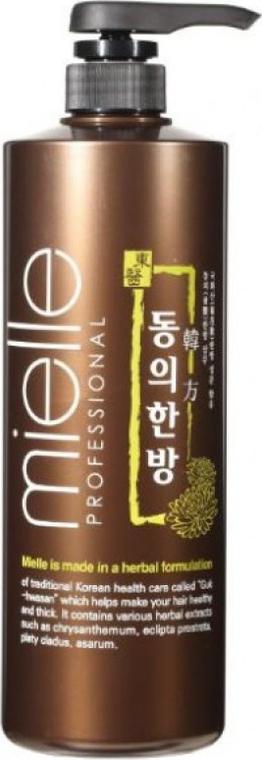 mielle
PROFESSIONAL
東醫
韓方
동의한방
Mielle is made in a herbal formulation
of traditional Korean health care called "Guk
-hwasan" which helps make your hair healthy
and thick. It contains various herbal extracts
such as chrysanthemum, eclipta prostrata,
platy cladus, asarum.